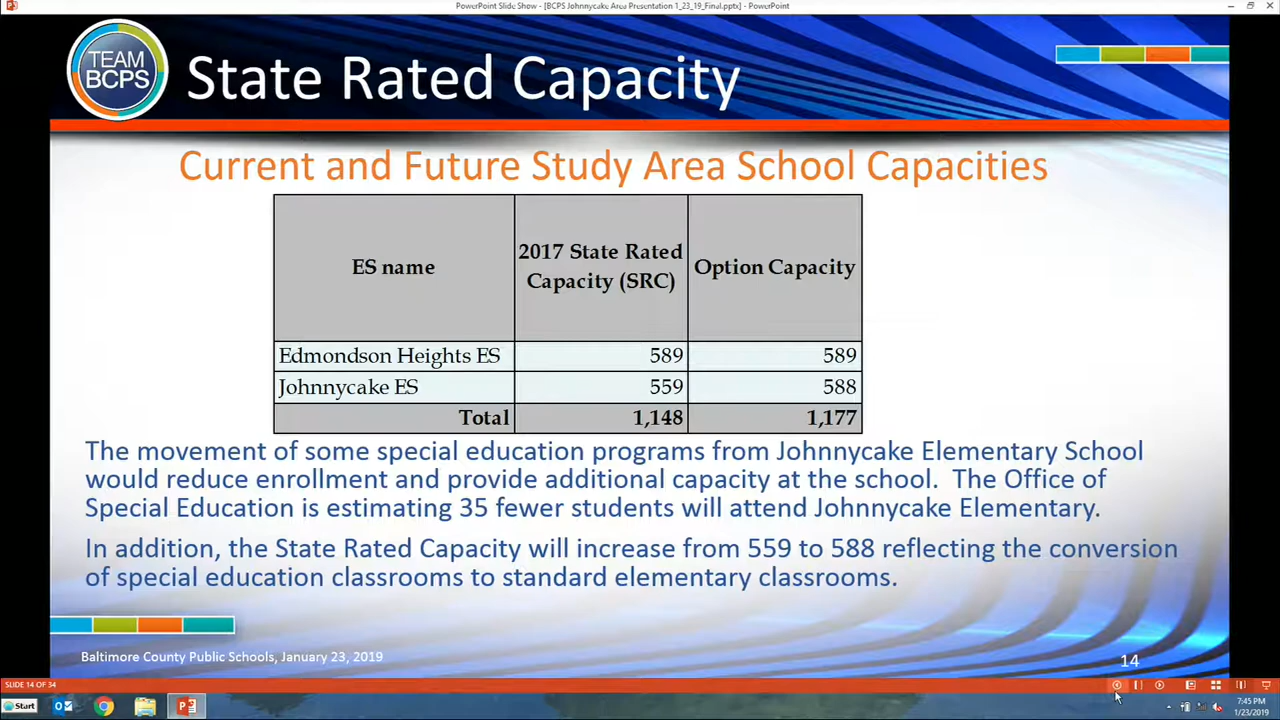 PowerPoint Slide Show - [BCPS Johnnycake Area Presentation 1_23_19_Final.pptx] - PowerPoint
TEAM
BCPS
State Rated Capacity
Current and Future Study Area School Capacities
ES name
2017 State Rated
Capacity (SRC)
Option Capacity
Edmondson Heights ES 589 589
Johnnycake ES 559 588
Total 1,148 1,177
The movement of some special education programs from Johnnycake Elementary School
would reduce enrollment and provide additional capacity at the school.  The Office of
Special Education is estimating 35 fewer students will attend Johnnycake Elementary.
In addition, the State Rated Capacity will increase from 559 to 588 reflecting the conversion
of special education classrooms to standard elementary classrooms.
Baltimore County Public Schools, January 23, 2019
14
SLIDE 14 OF 34
Start
7:45 PM
1/23/2019